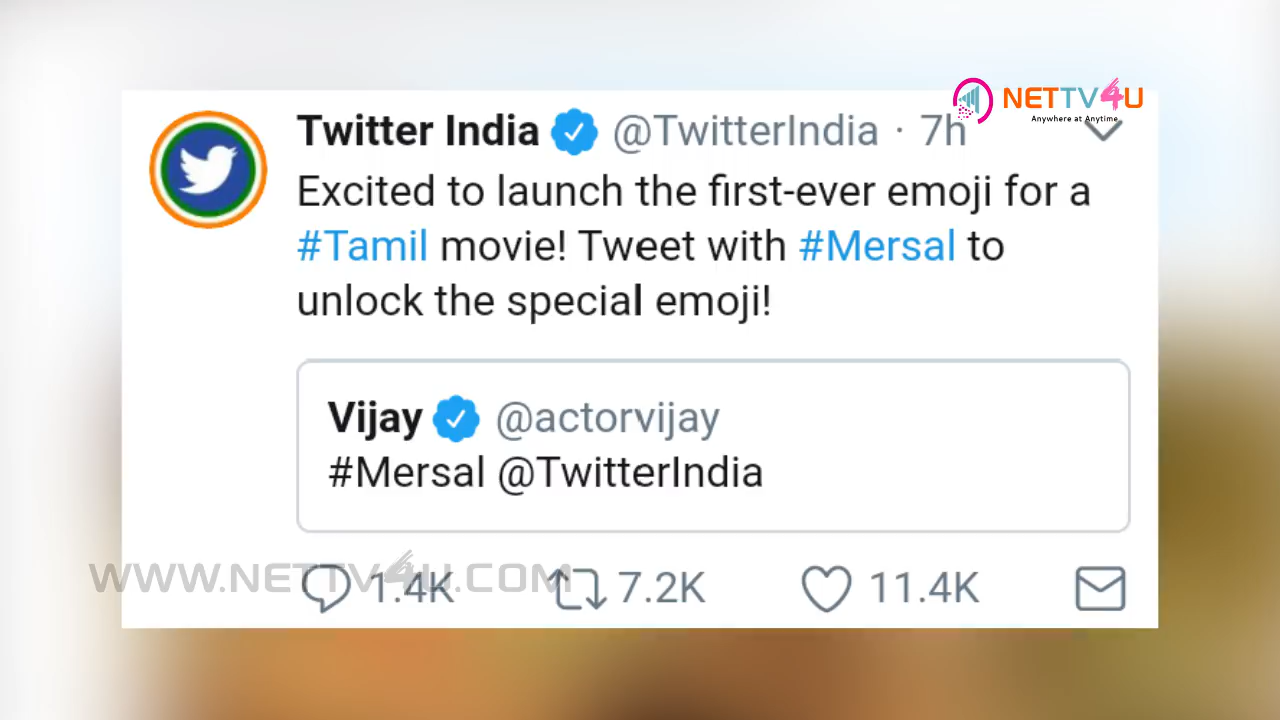 NETTV4U
Anywhere at Anytime
Twitter India @TwitterIndia · 7h
Excited to launch the first-ever emoji for a
#Tamil movie! Tweet with #Mersal to
unlock the special emoji!
Vijay @actorvijay
#Mersal @TwitterIndia
1.4K 7.2K 11.4K
WWW.NETTV4U.COM